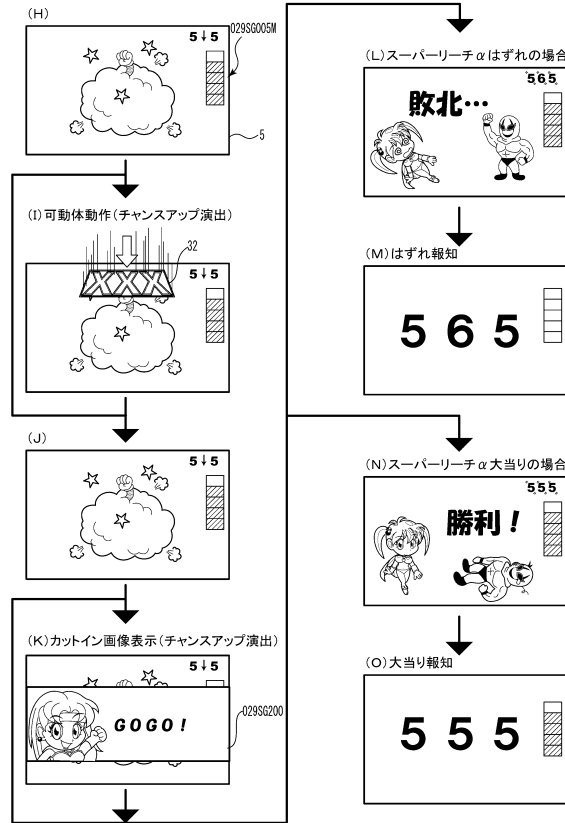 (H)
5↓5
029SG005M
5
(I)可動体動作(チャンスアップ演出)
32
XXX
5↓5
(J)
5↓5
(K)カットイン画像表示(チャンスアップ演出)
5↓5
GOGO!
029SG200
(L)スーパーリーチαはずれの場合
565
敗北…
(M)はずれ報知
5 6 5
(N)スーパーリーチα大当りの場合
555
勝利!
(O)大当り報知
5 5 5